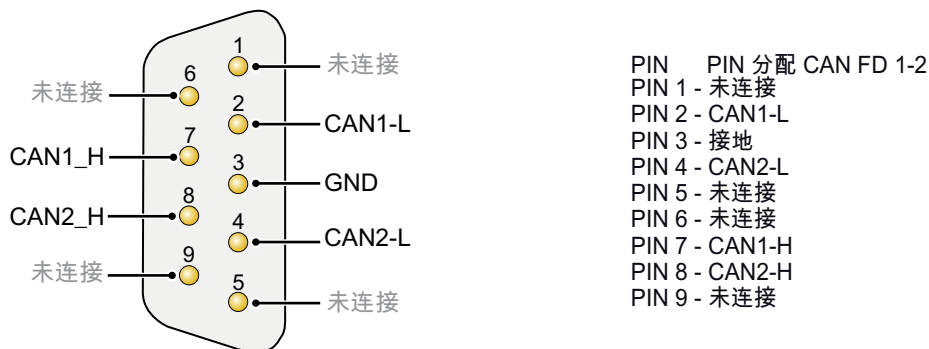 1
未连接
6
未连接
2
CAN1-L
7
CAN1_H
3
GND
8
CAN2_H
4
CAN2-L
9
未连接
5
未连接
PIN PIN 分配 CAN FD 1-2
PIN 1 - 未连接
PIN 2 - CAN1-L
PIN 3 - 接地
PIN 4 - CAN2-L
PIN 5 - 未连接
PIN 6 - 未连接
PIN 7 - CAN1-H
PIN 8 - CAN2-H
PIN 9 - 未连接